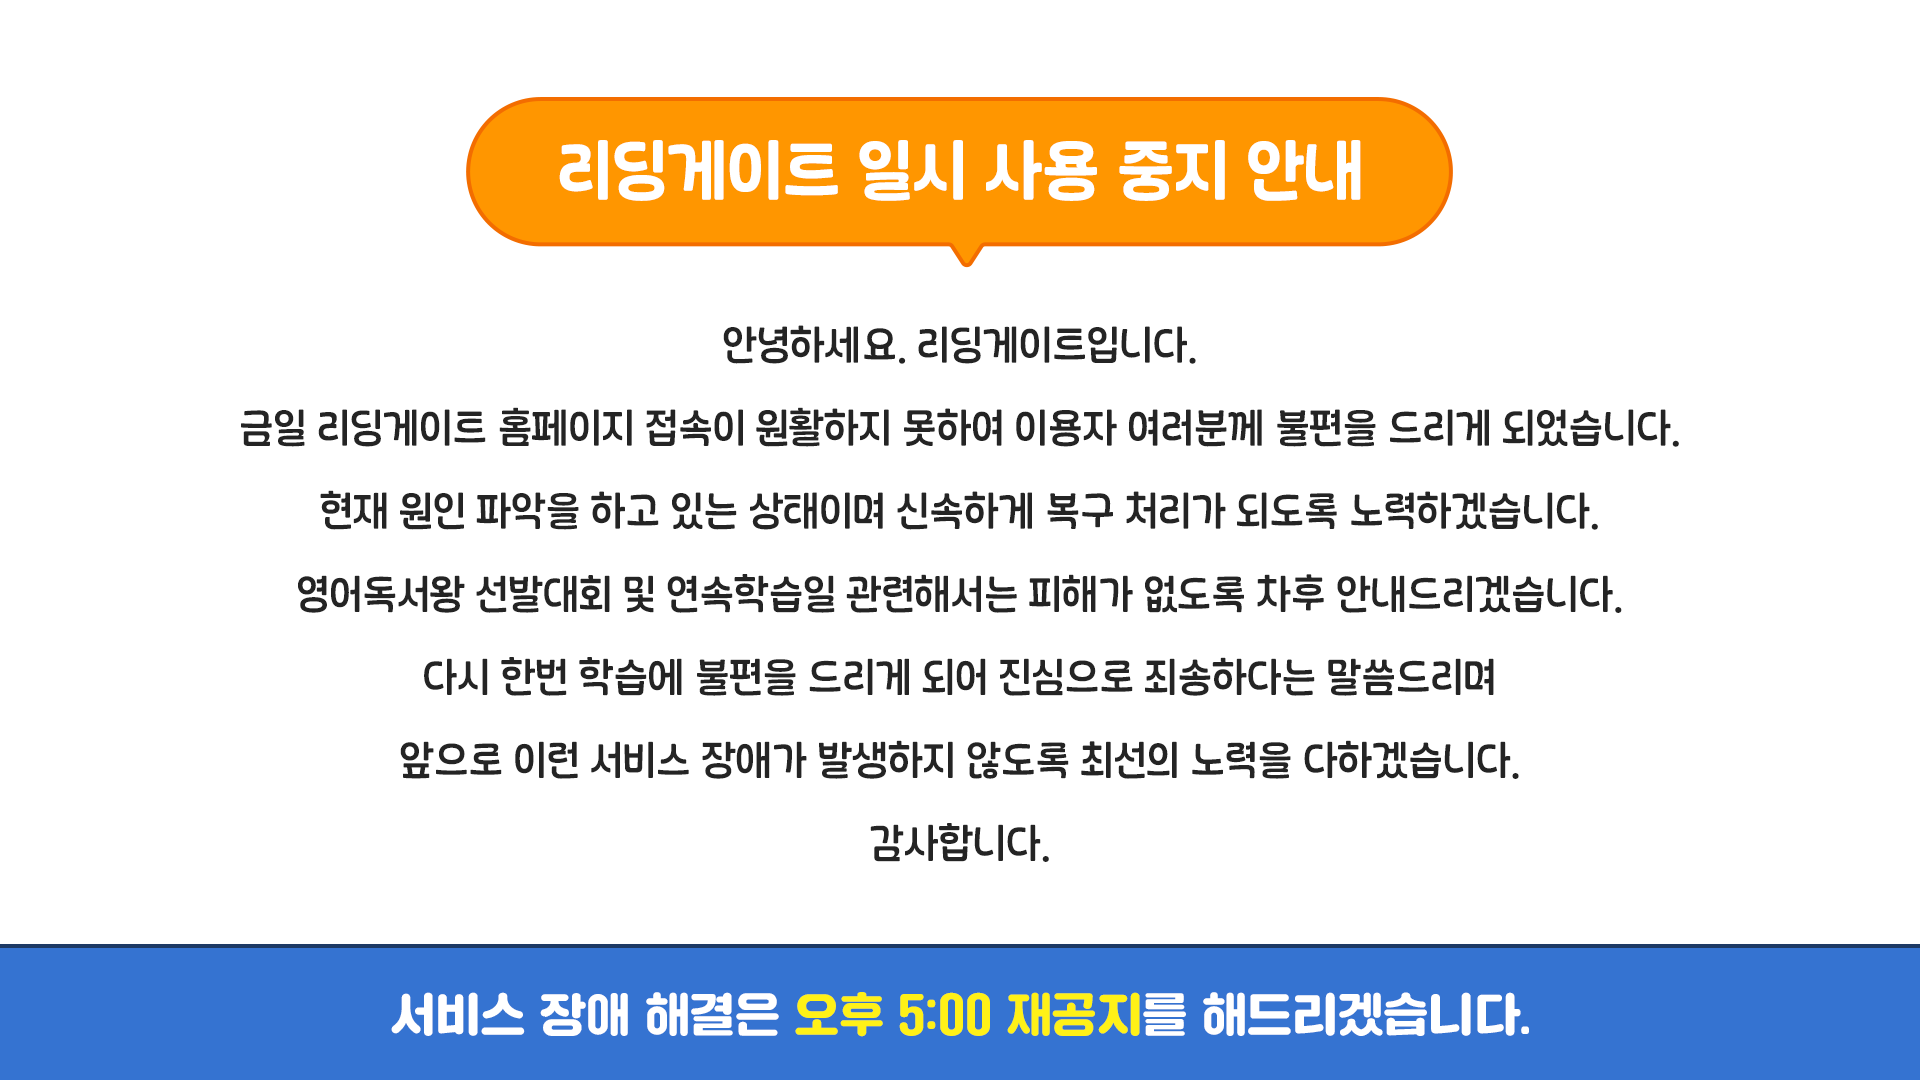 리딩게이트 일시 사용 중지 안내
안녕하세요. 리딩게이트입니다.
금일 리딩게이트 홈페이지 접속이 원활하지 못하여 이용자 여러분께 불편을 드리게 되었습니다.
현재 원인 파악을 하고 있는 상태이며 신속하게 복구 처리가 되도록 노력하겠습니다.
영어독서왕 선발대회 및 연속학습일 관련해서는 피해가 없도록 차후 안내드리겠습니다.
다시 한번 학습에 불편을 드리게 되어 진심으로 죄송하다는 말씀드리며
앞으로 이런 서비스 장애가 발생하지 않도록 최선의 노력을 다하겠습니다.
감사합니다.
서비스 장애 해결은 오후 5:00 재공지를 해드리겠습니다.